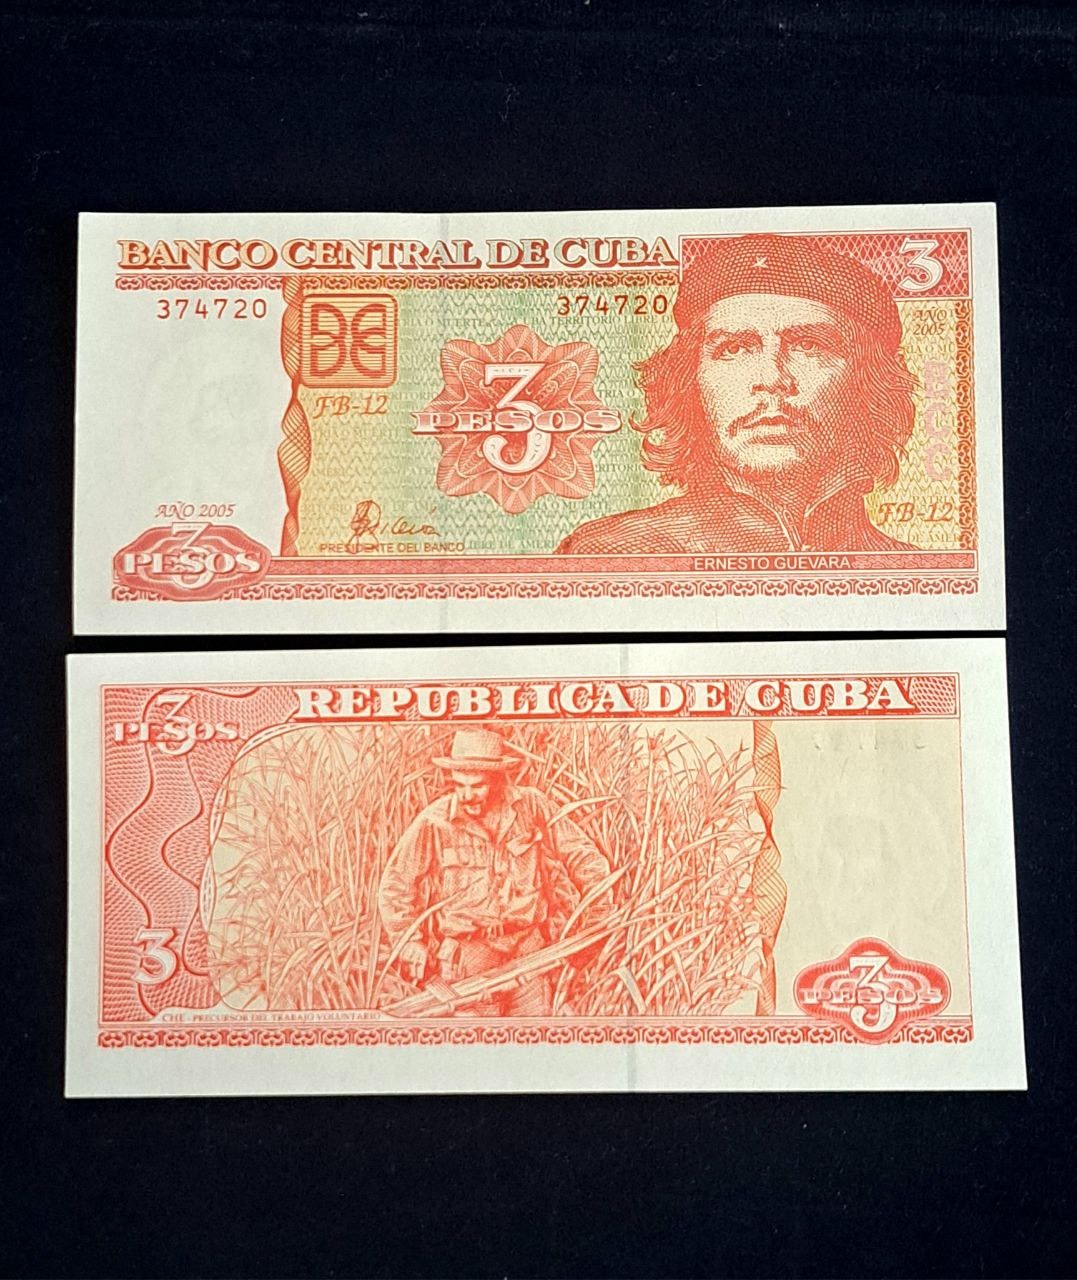 BANCO CENTRAL DE CUBA
3
374720
374720
AÑO
2005
3
PESOS
FB-12
BCC
AÑO 2005
FB-12
3
PESOS
PRESIDENTE DEL BANCO
ERNESTO GUEVARA
REPUBLICA DE CUBA
3
PESOS
3
CHE - PRECURSOR DEL TRABAJO VOLUNTARIO
3
PESOS